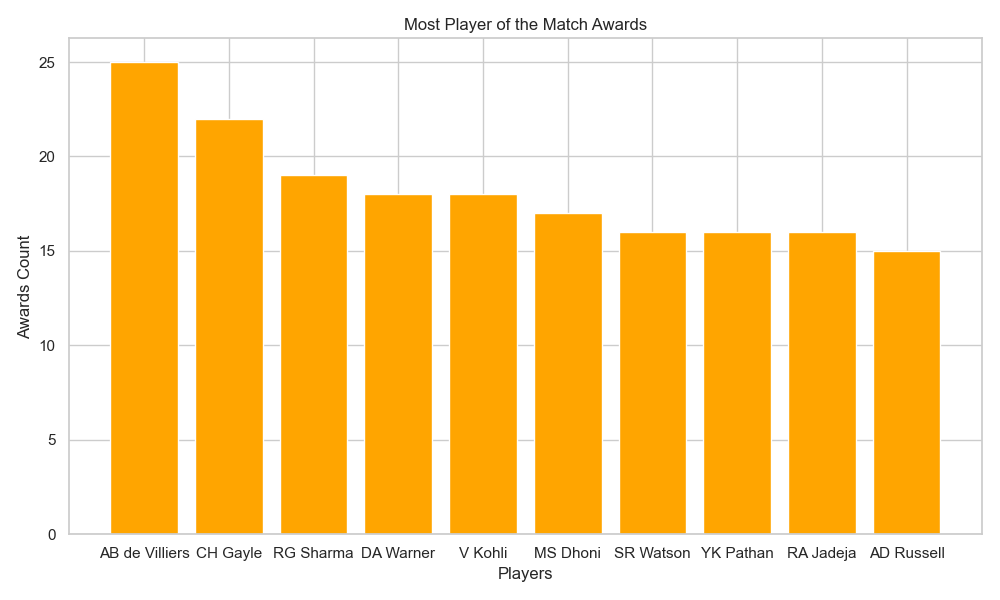 Most Player of the Match Awards
Awards Count
25
20
15
10
5
0
AB de Villiers CH Gayle RG Sharma DA Warner V Kohli MS Dhoni SR Watson YK Pathan RA Jadeja AD Russell
Players